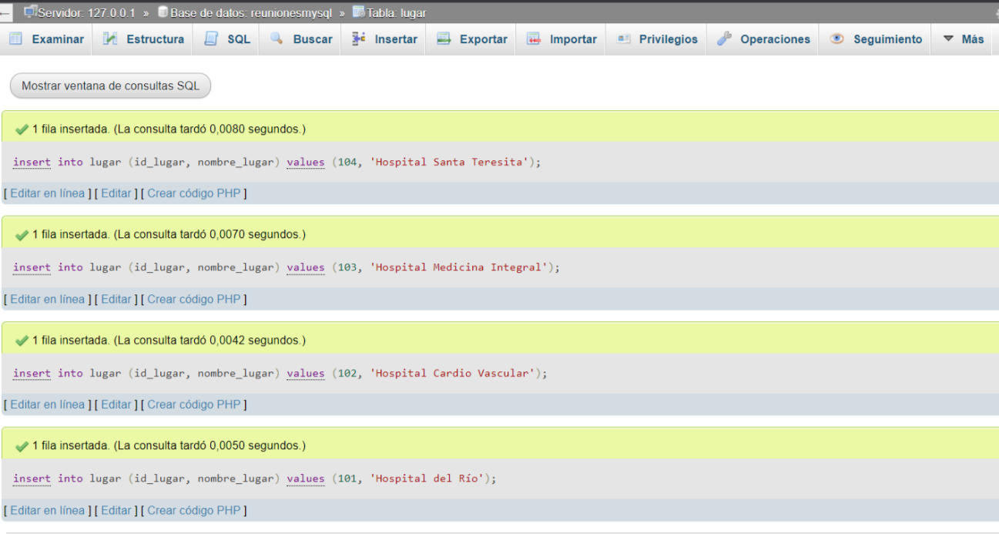 Servidor: 127.0.0.1 » Base de datos: reunionesmysql » Tabla: lugar
Examinar Estructura SQL Buscar Insertar Exportar Importar Privilegios Operaciones Seguimiento Más
Mostrar ventana de consultas SQL
1 fila insertada. (La consulta tardó 0,0080 segundos.)
insert into lugar (id_lugar, nombre_lugar) values (104, 'Hospital Santa Teresita');
[ Editar en línea ] [ Editar ] [ Crear código PHP ]
1 fila insertada. (La consulta tardó 0,0070 segundos.)
insert into lugar (id_lugar, nombre_lugar) values (103, 'Hospital Medicina Integral');
[ Editar en línea ] [ Editar ] [ Crear código PHP ]
1 fila insertada. (La consulta tardó 0,0042 segundos.)
insert into lugar (id_lugar, nombre_lugar) values (102, 'Hospital Cardio Vascular');
[ Editar en línea ] [ Editar ] [ Crear código PHP ]
1 fila insertada. (La consulta tardó 0,0050 segundos.)
insert into lugar (id_lugar, nombre_lugar) values (101, 'Hospital del Río');
[ Editar en línea ] [ Editar ] [ Crear código PHP ]